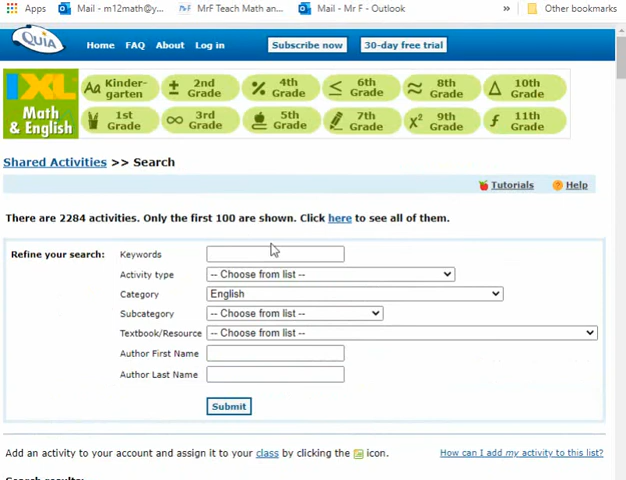 Apps Mail - m12math@y... MrF Teach Math an... Mail - Mr F - Outlook » Other bookmarks
QUIA Home FAQ About Log in Subscribe now 30-day free trial
IXL Math & English
Kinder-garten 2nd Grade 4th Grade 6th Grade 8th Grade 10th Grade
1st Grade 3rd Grade 5th Grade 7th Grade 9th Grade 11th Grade
Shared Activities >> Search
Tutorials Help
There are 2284 activities. Only the first 100 are shown. Click here to see all of them.
Refine your search: Keywords
Activity type -- Choose from list --
Category English
Subcategory -- Choose from list --
Textbook/Resource -- Choose from list --
Author First Name
Author Last Name
Submit
Add an activity to your account and assign it to your class by clicking the icon. How can I add my activity to this list?
Search results: